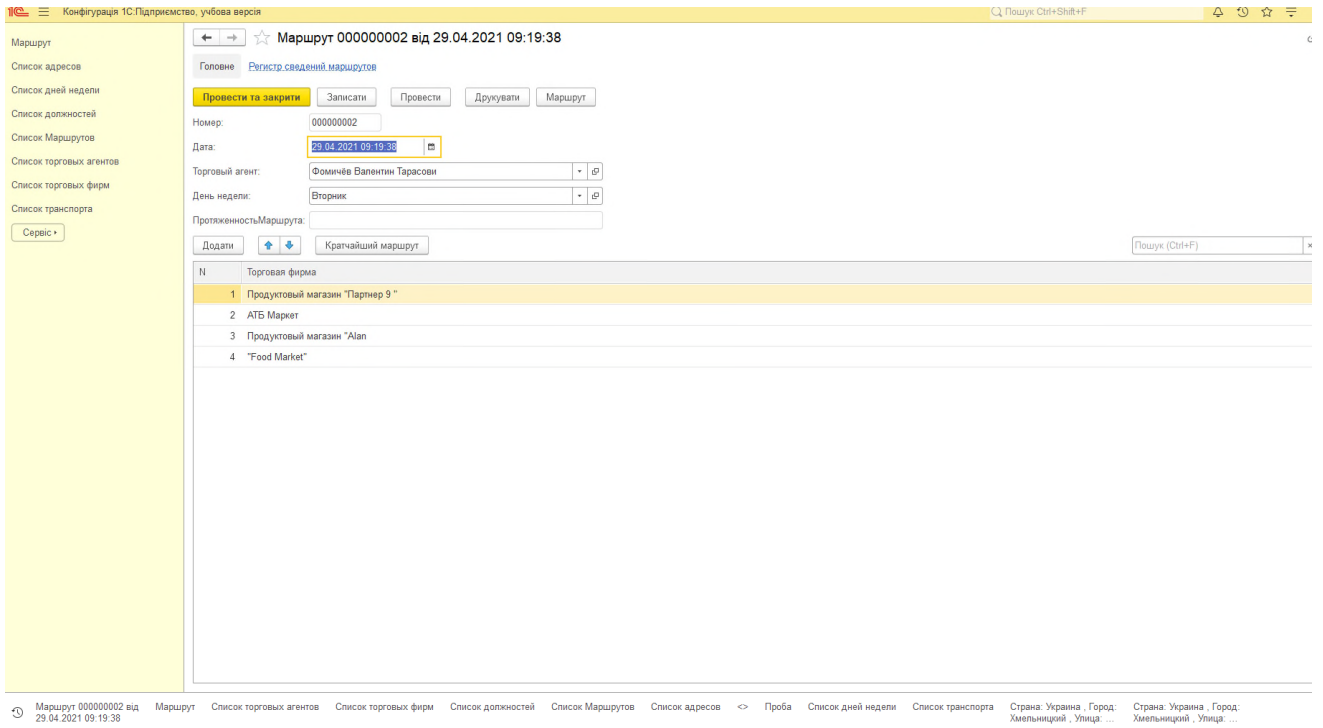 1С Конфігурація 1С:Підприємство, учбова версія Пошук Ctrl+Shift+F
Маршрут
Список адресов
Список дней недели
Список должностей
Список Маршрутов
Список торговых агентов
Список торговых фирм
Список транспорта
Сервіс
Маршрут 000000002 від 29.04.2021 09:19:38
Головне Регистр сведений маршрутов
Провести та закрити Записати Провести Друкувати Маршрут
Номер: 000000002
Дата: 29.04.2021 09:19:38
Торговый агент: Фомичёв Валентин Тарасови
День недели: Вторник
ПротяженностьМаршрута:
Додати Кратчайший маршрут Пошук (Ctrl+F) ×
N Торговая фирма
1 Продуктовый магазин "Партнер 9 "
2 АТБ Маркет
3 Продуктовый магазин "Alan
4 "Food Market"
Маршрут 000000002 від Маршрут Список торговых агентов Список торговых фирм Список должностей Список Маршрутов Список адресов <> Проба Список дней недели Список транспорта Страна: Украина , Город: Страна: Украина , Город:
29.04.2021 09:19:38 Хмельницкий , Улица: ... Хмельницкий , Улица: ...